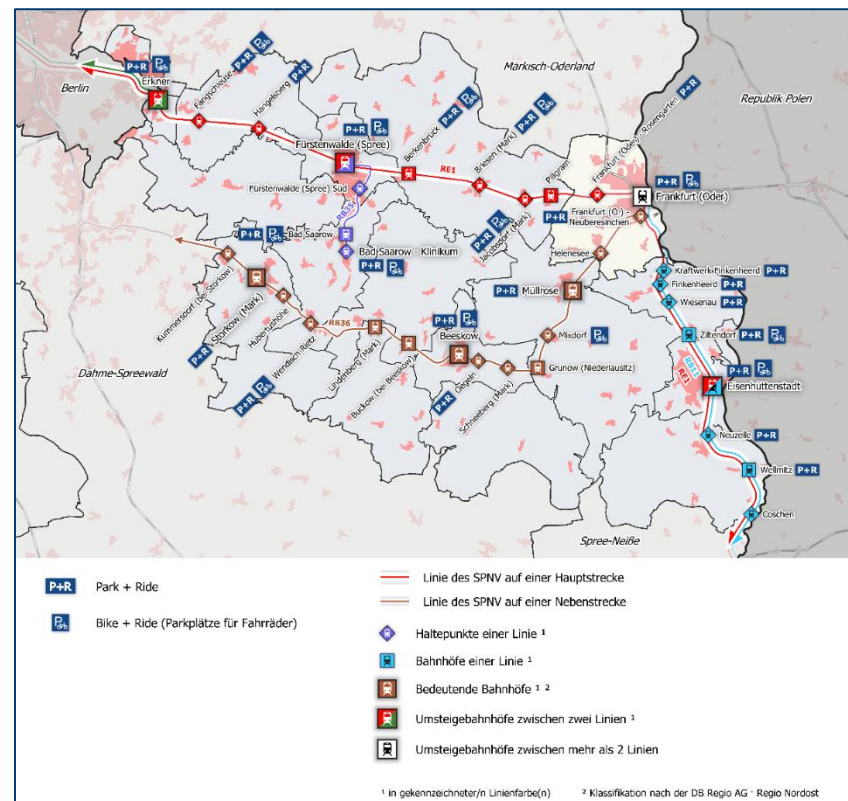 Märkisch-Oderland
Berlin
Republik Polen
P+R
Erkner
Fangschleuse
P+R
Hangelsberg
P+R
P+R
Fürstenwalde (Spree)
Berkenbrück
P+R
Briesen (Mark)
P+R
RE1
Pillgram
P+R
Frankfurt (Oder) - Rosengarten
P+R
Frankfurt (Oder)
Fürstenwalde (Spree) Süd
RB35
Bad Saarow
Bad Saarow - Klinikum
P+R
Jacobsdorf (Mark)
P+R
P+R
Frankfurt (O.) -
Neuberesinchen
Helenesee
P+R
Müllrose
Kraftwerk Finkenheerd
P+R
Finkenheerd
P+R
Wiesenau
P+R
Ziltendorf
P+R
P+R
Eisenhüttenstadt
RE1
RB11
Neuzelle
P+R
Wellmitz
P+R
Coschen
P+R
Kummersdorf (bei Storkow)
Storkow (Mark)
P+R
Hubertushöhe
Wendisch-Rietz
P+R
RB36
Lindenberg (Mark)
Buckow (bei Beeskow)
P+R
Beeskow
Oegeln
P+R
Schneeberg (Mark)
Grunow (Niederlausitz)
Mixdorf
Dahme-Spreewald
Spree-Neiße
P+R
Park + Ride
Bike + Ride (Parkplätze für Fahrräder)
Linie des SPNV auf einer Hauptstrecke
Linie des SPNV auf einer Nebenstrecke
Haltepunkte einer Linie ¹
Bahnhöfe einer Linie ¹
Bedeutende Bahnhöfe ¹ ²
Umsteigebahnhöfe zwischen zwei Linien ¹
Umsteigebahnhöfe zwischen mehr als 2 Linien
¹ in gekennzeichneter/n Linienfarbe(n)
² Klassifikation nach der DB Regio AG · Regio Nordost